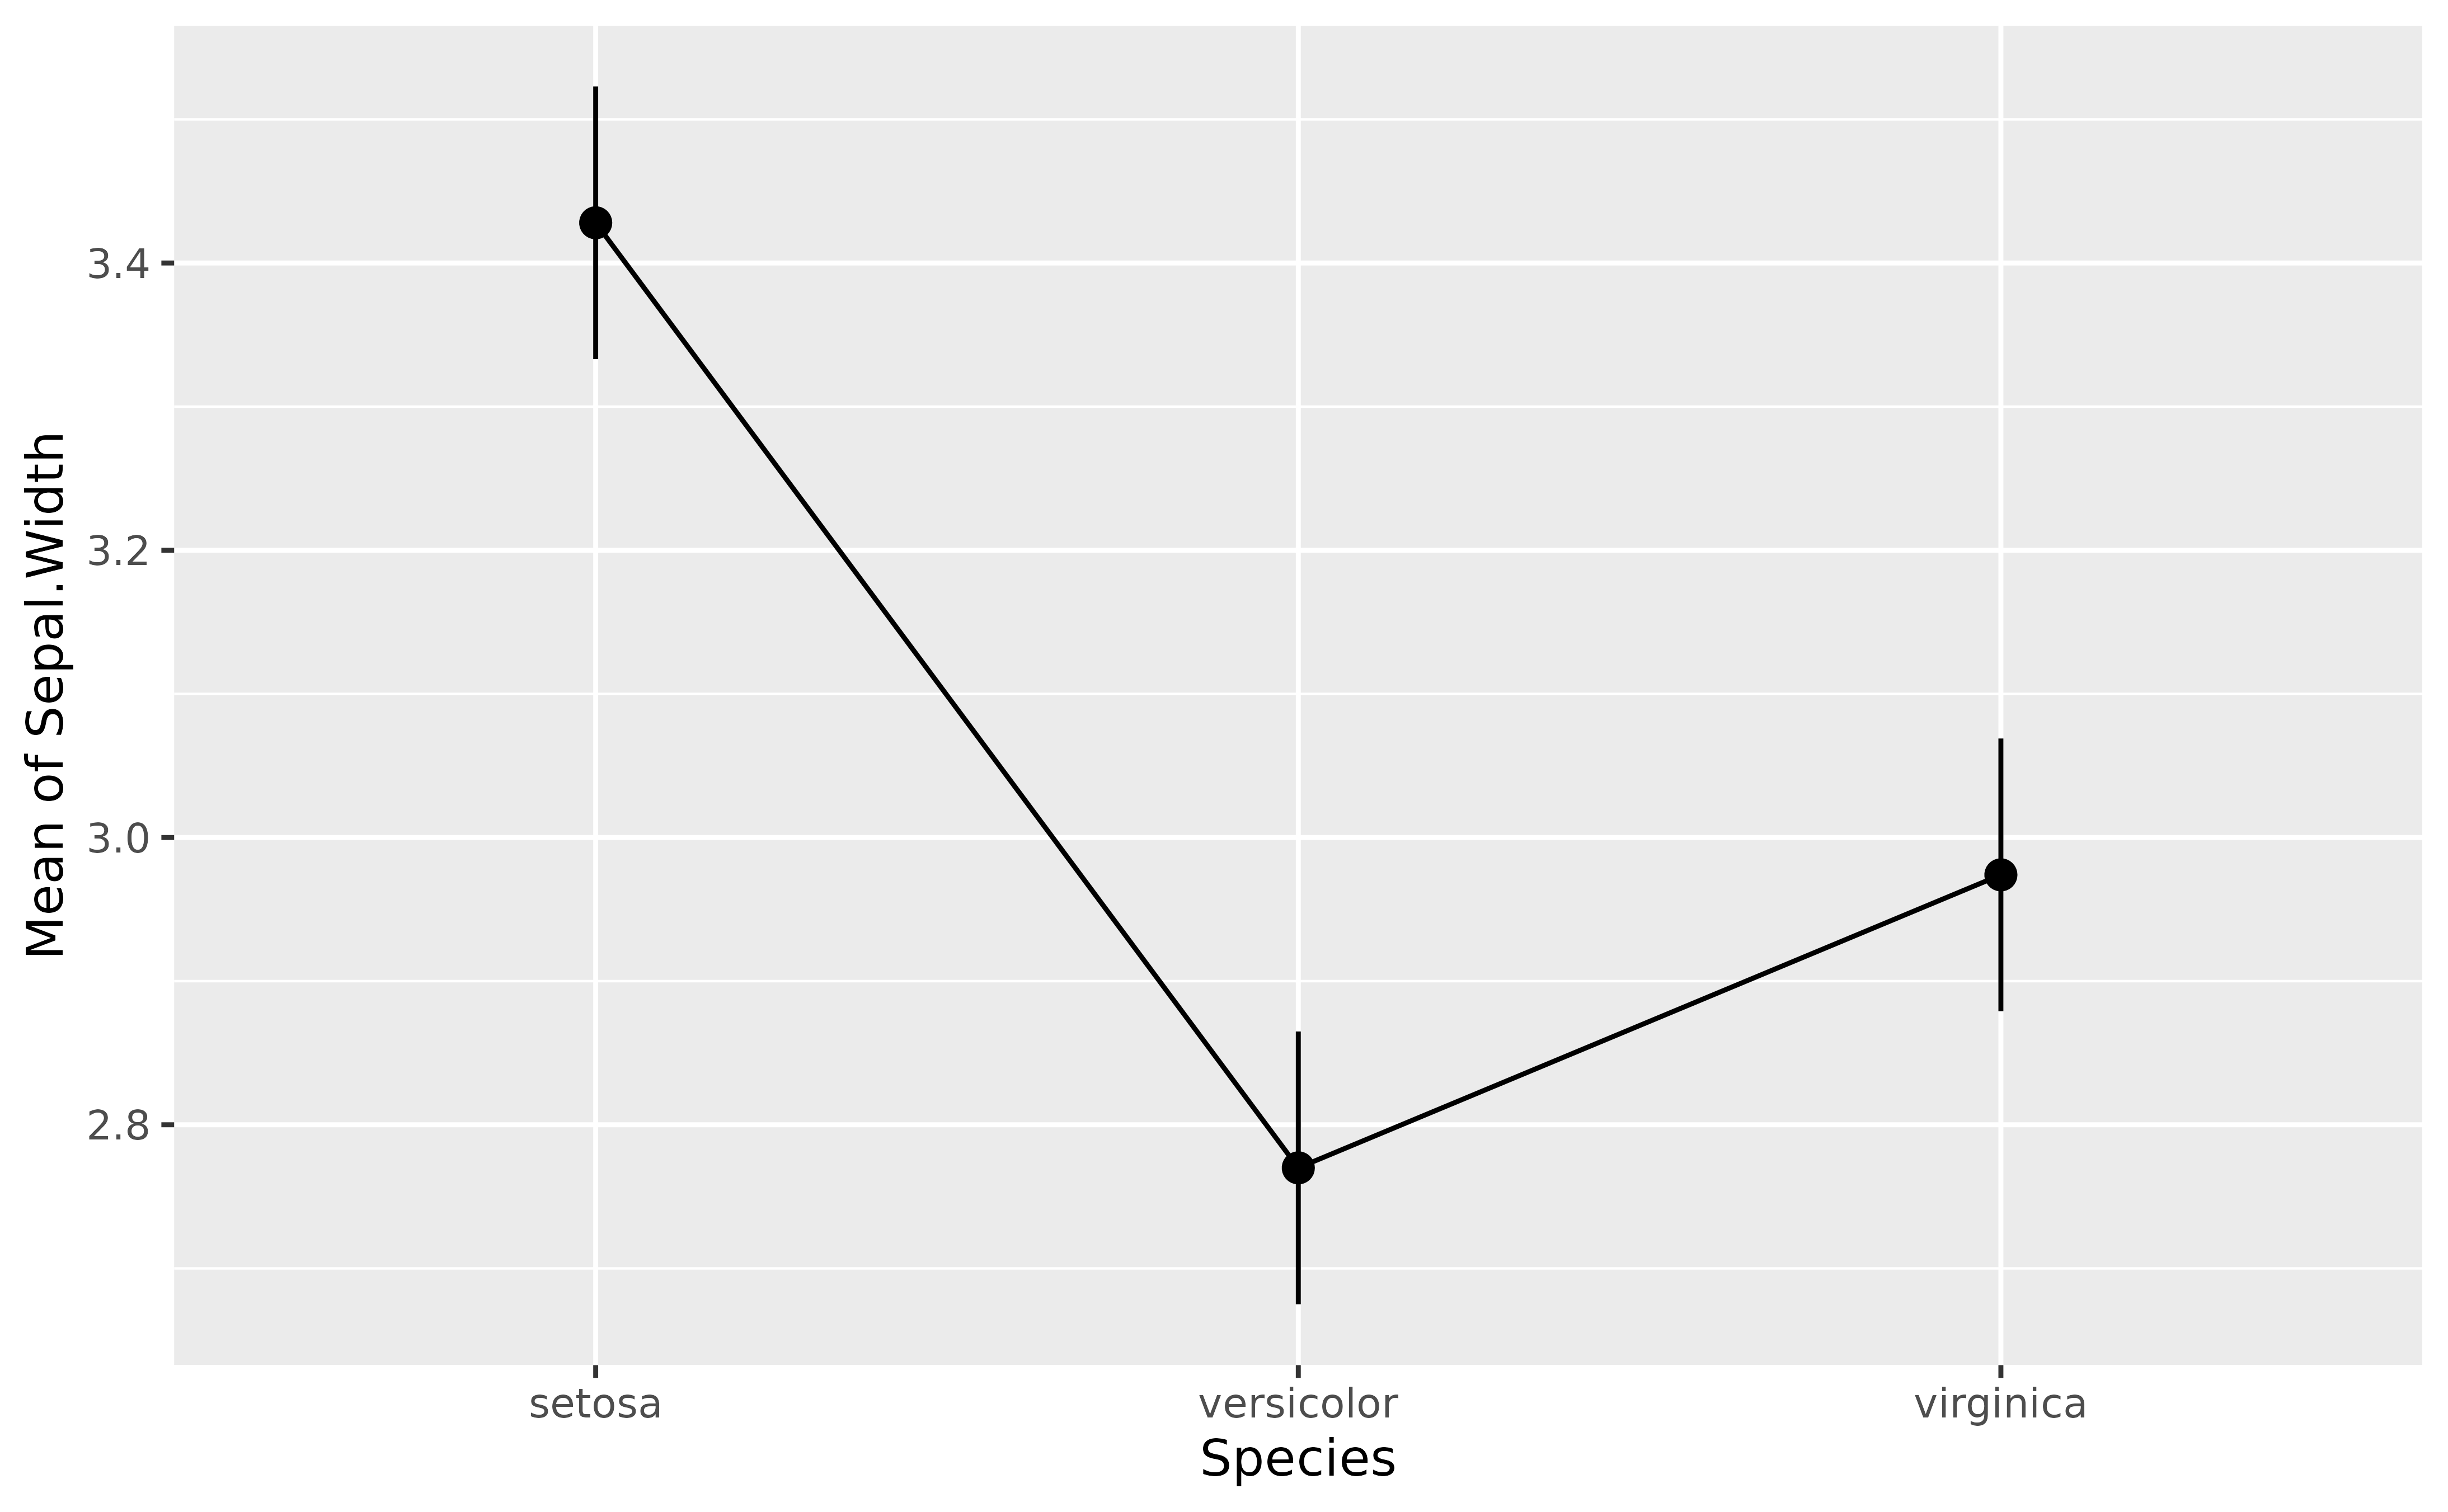 Mean of Sepal.Width
3.4
3.2
3.0
2.8
setosa versicolor virginica
Species